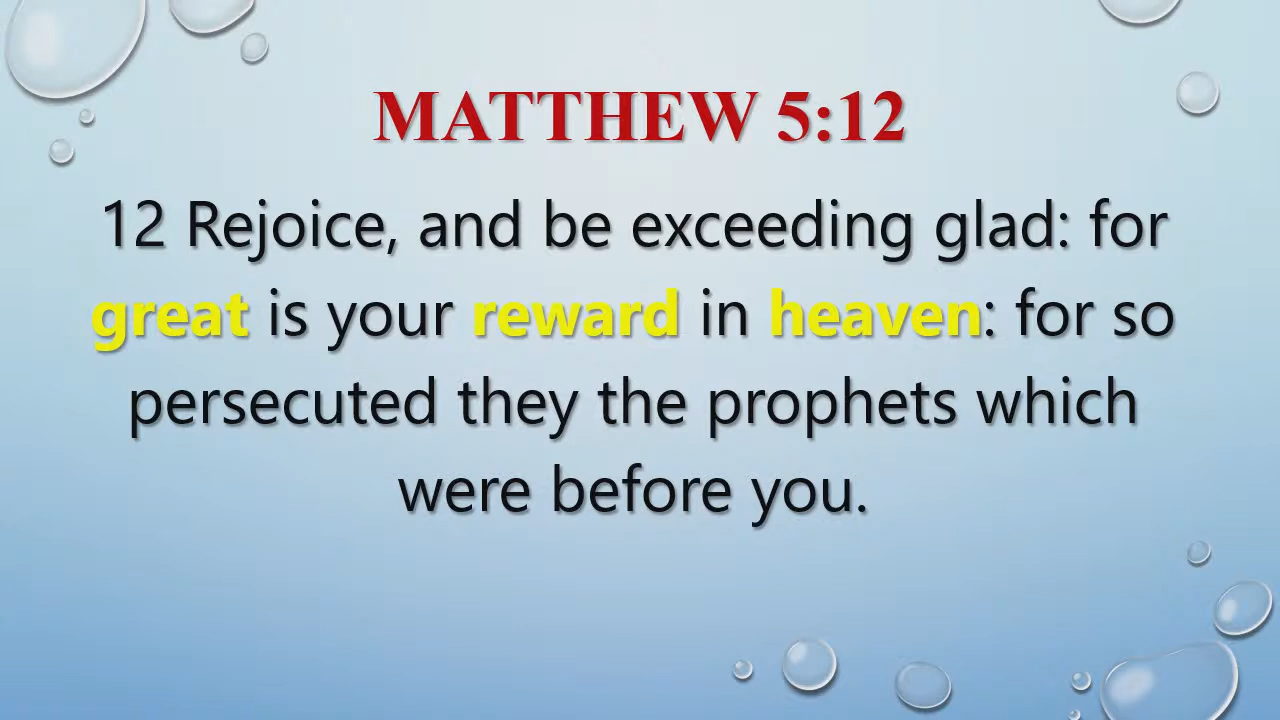 MATTHEW 5:12
12 Rejoice, and be exceeding glad: for
great is your reward in heaven: for so
persecuted they the prophets which
were before you.